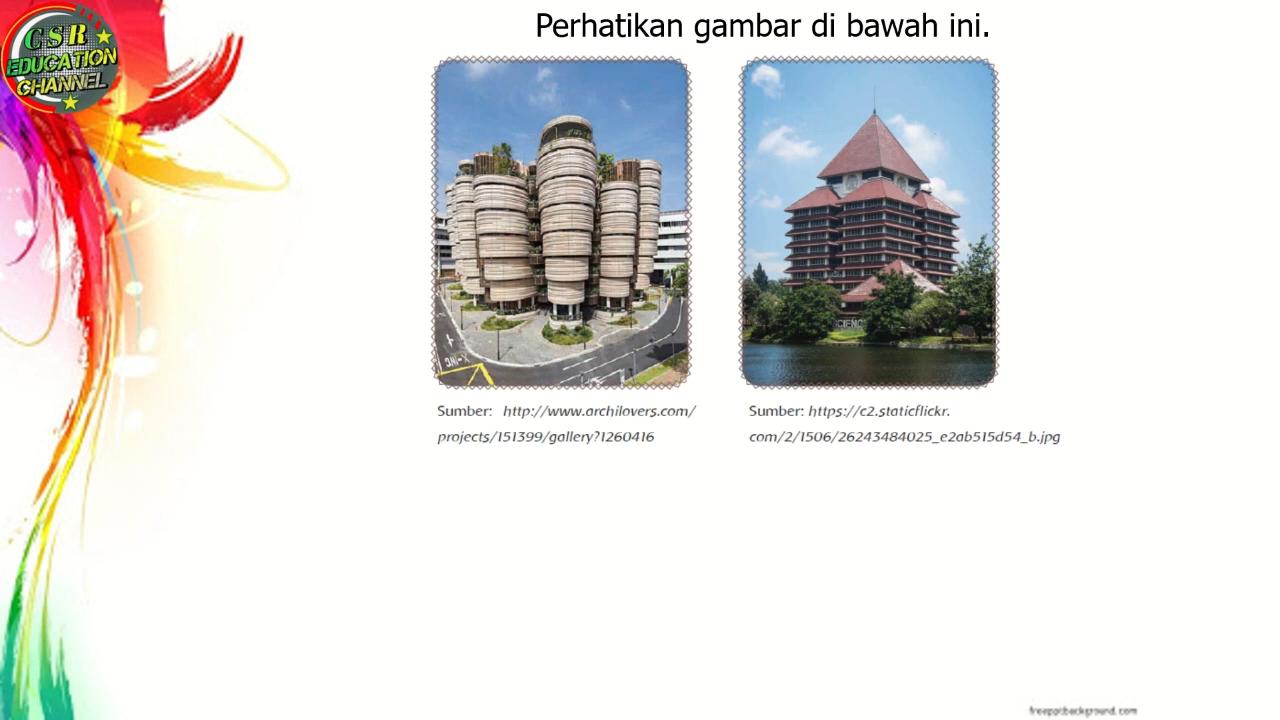 CSR
EDUCATION
CHANNEL
Perhatikan gambar di bawah ini.
Sumber: http://www.archilovers.com/
projects/151399/gallery?1260416
Sumber: https://c2.staticflickr.
com/2/1506/26243484025_e2ab515d54_b.jpg
freepptbackground.com